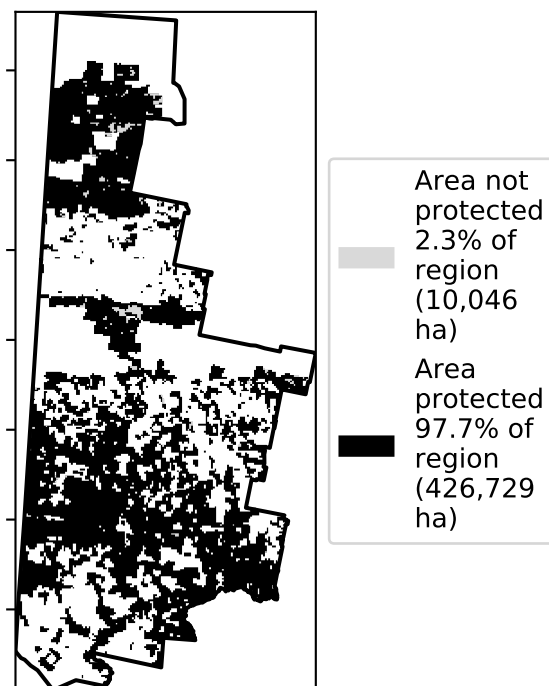 Area not
protected
2.3% of
region
(10,046
ha)
Area
protected
97.7% of
region
(426,729
ha)